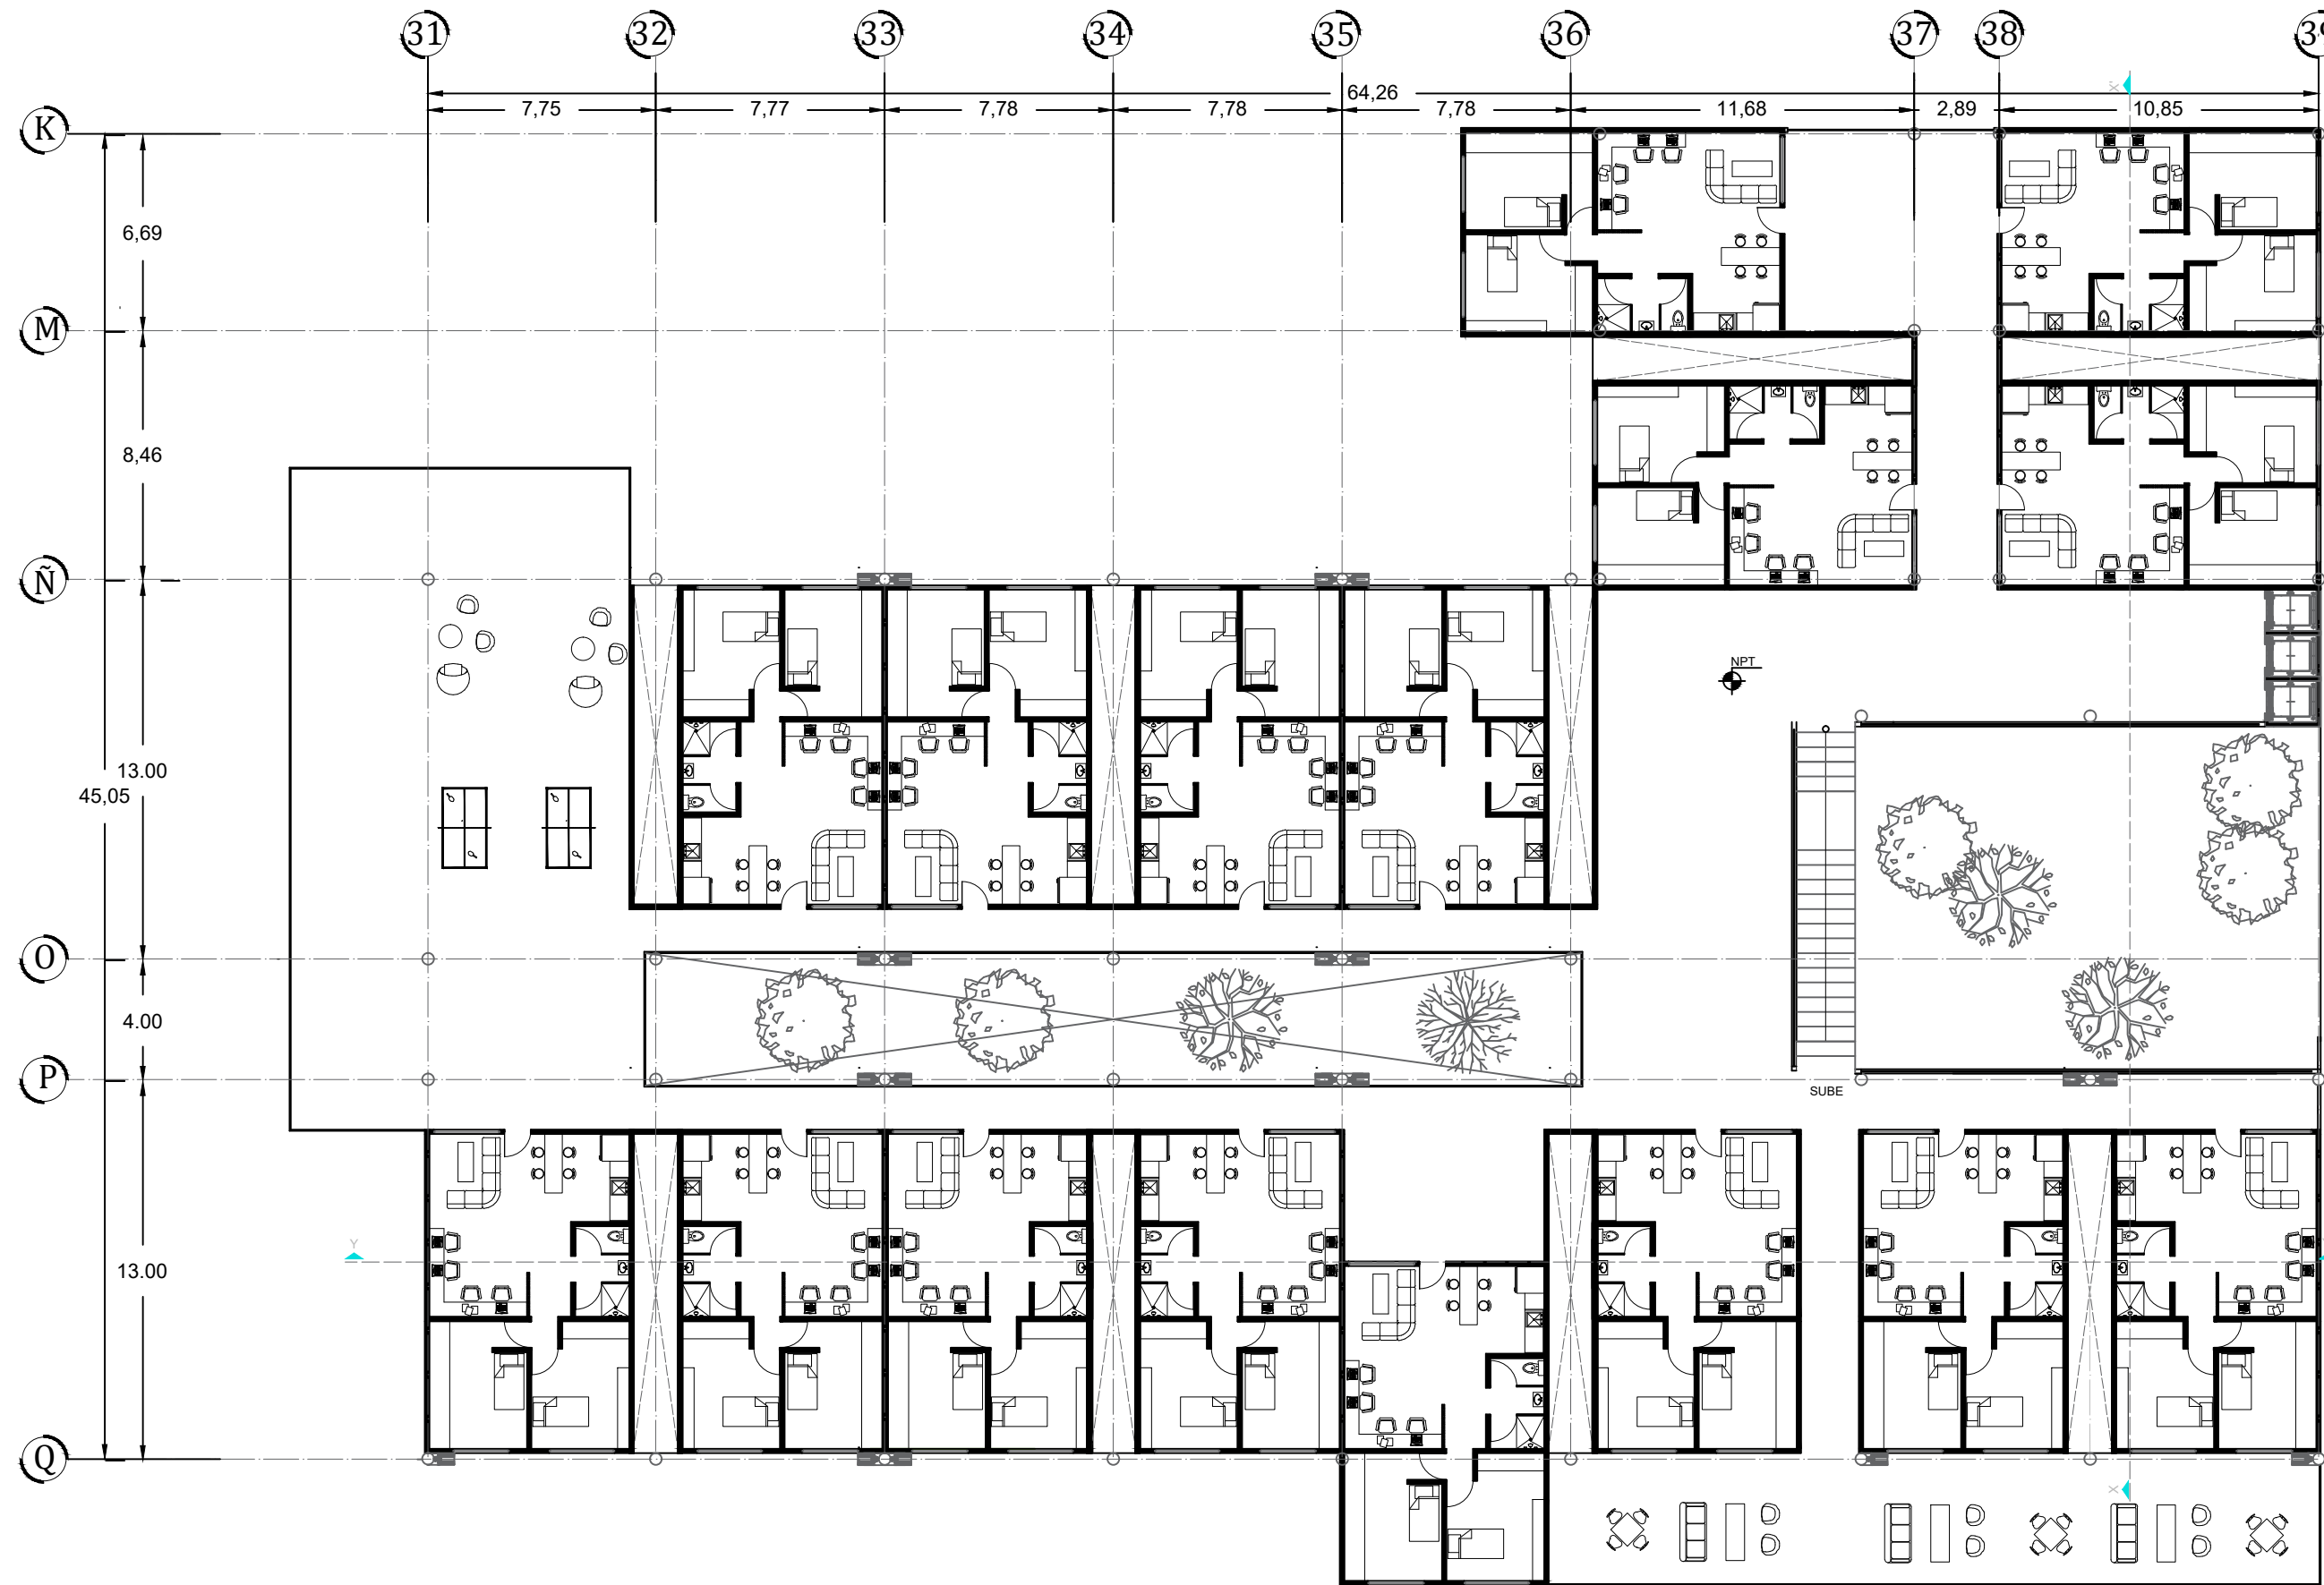 31 32 33 34 35 36 37 38 39
64,26
7,75 7,77 7,78 7,78 7,78 11,68 2,89 10,85
X
K
6,69
M
8,46
Ñ
NPT
13.00
45,05
O
4.00
P
SUBE
Y
13.00
Q
X